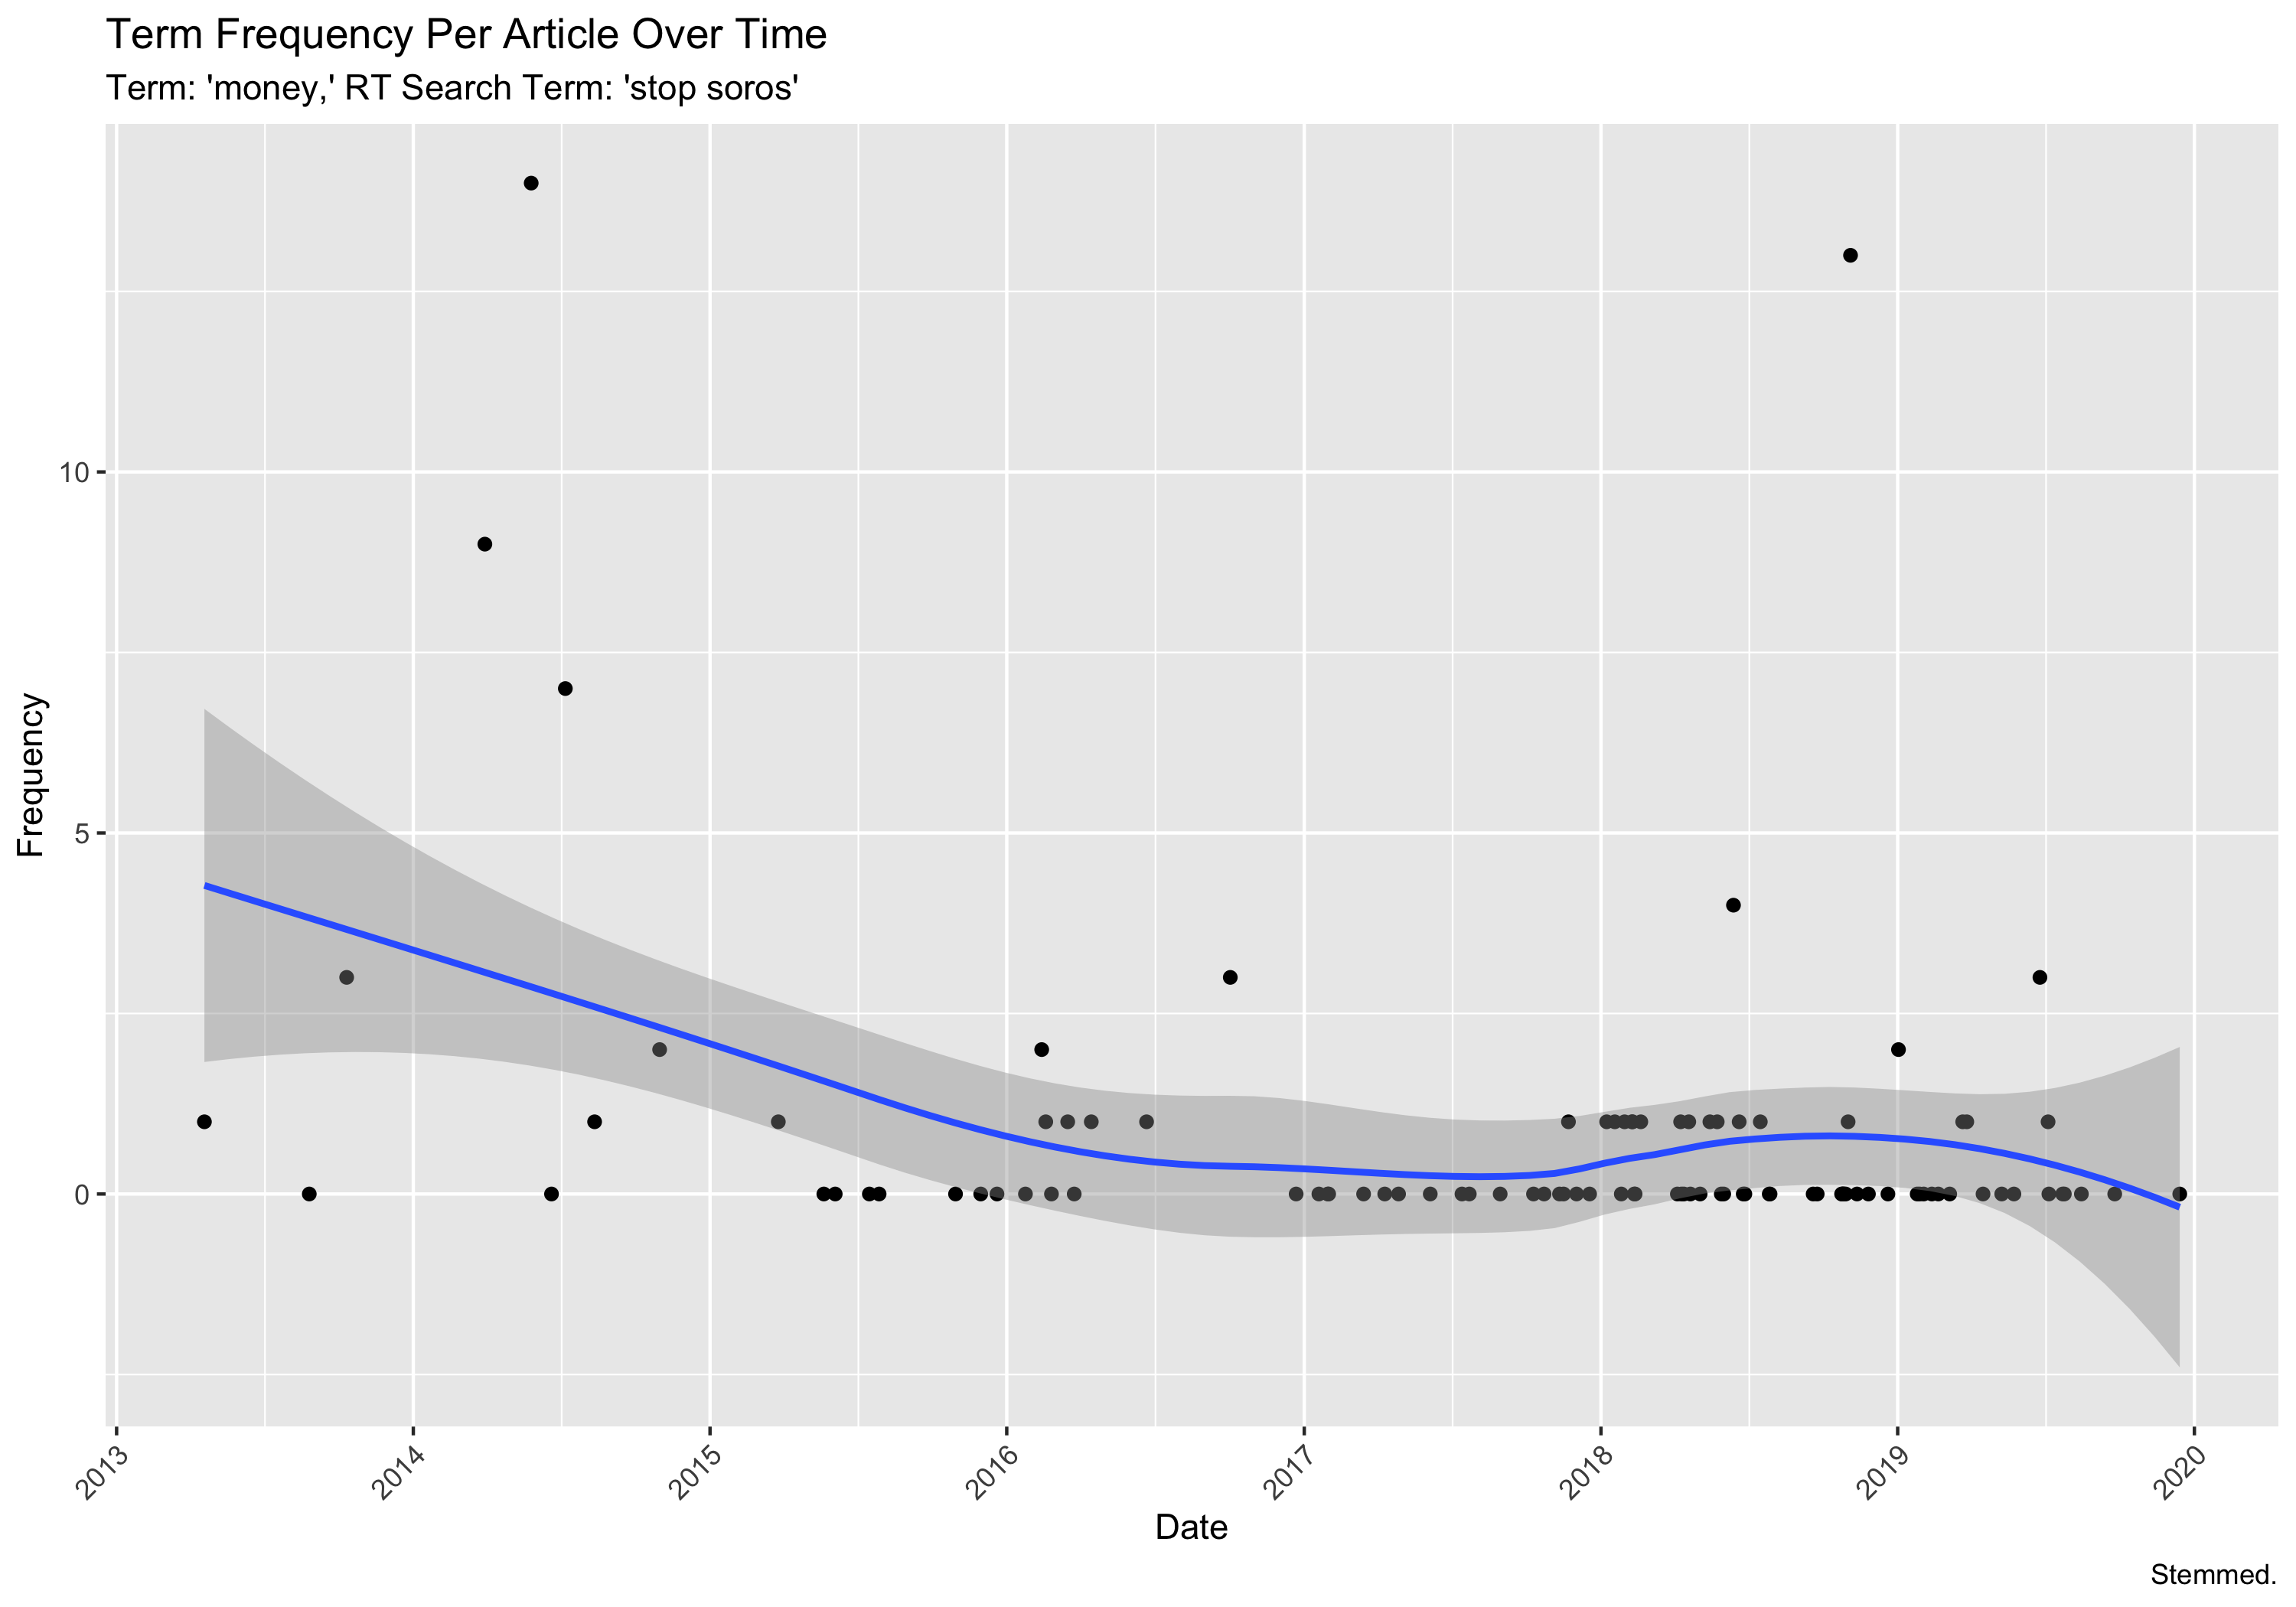 Term Frequency Per Article Over Time
Term: 'money,' RT Search Term: 'stop soros'
10
5
0
Frequency
2013
2014
2015
2016
2017
2018
2019
2020
Date
Stemmed.